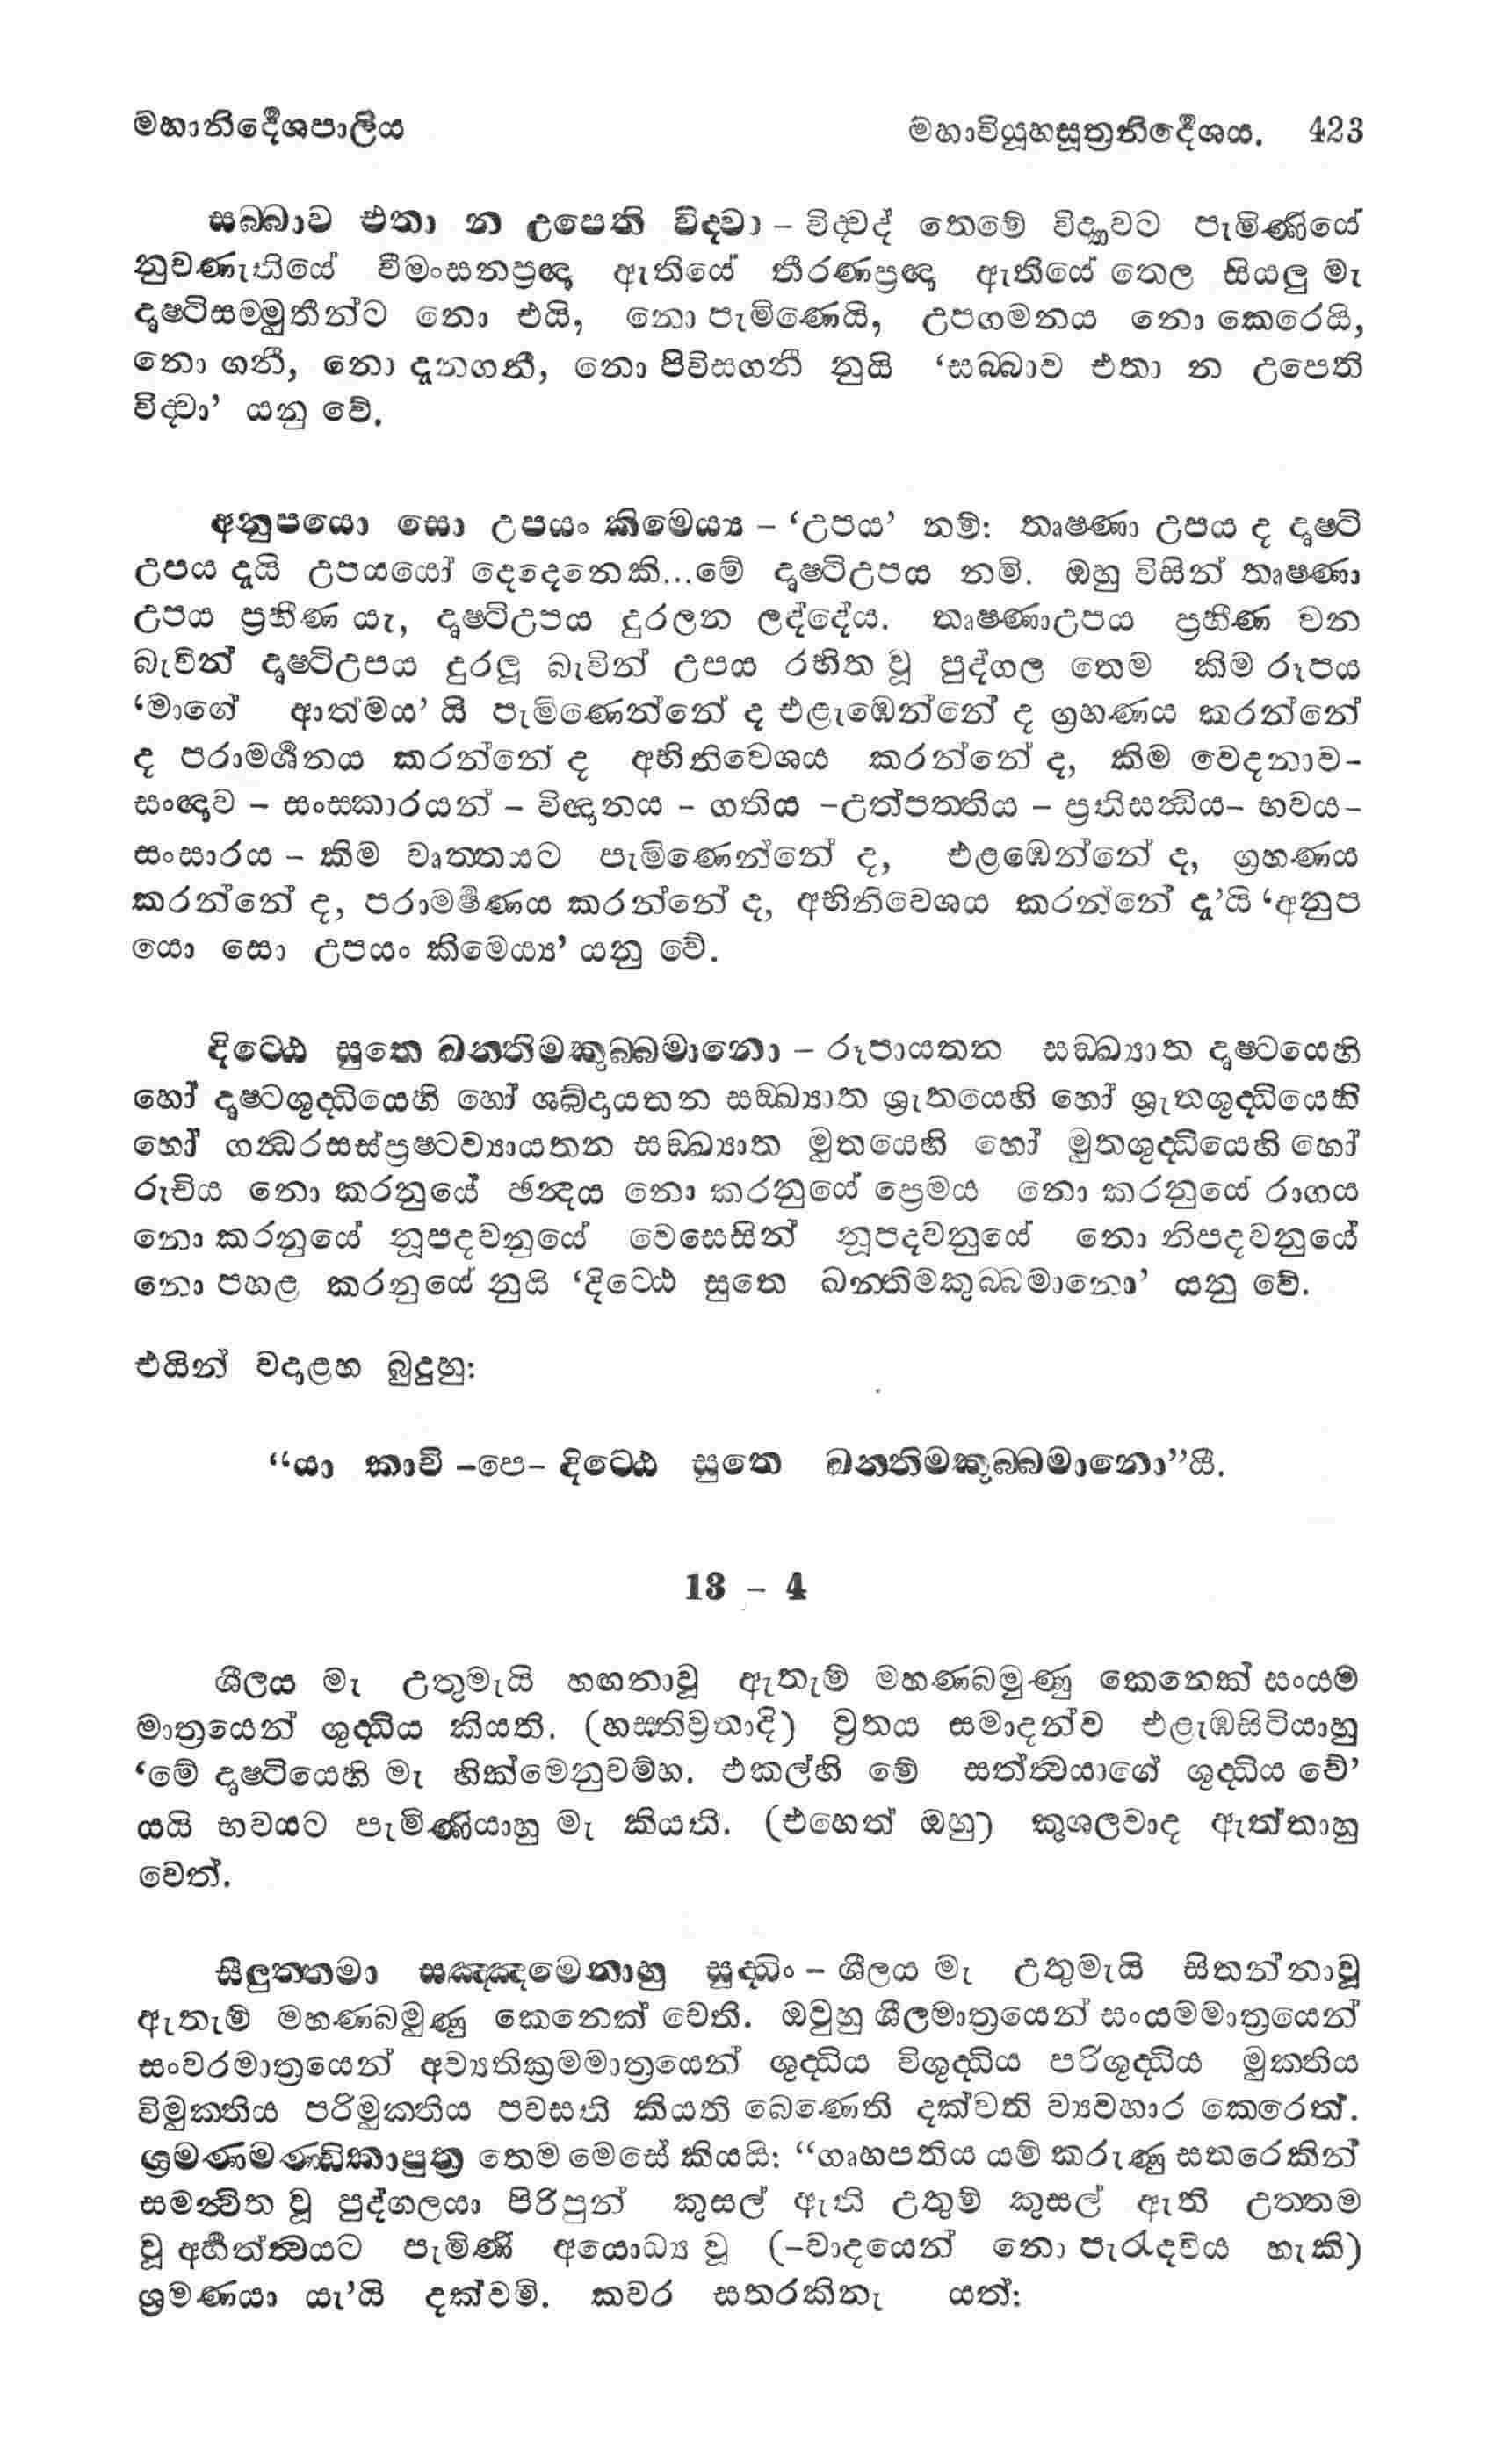 මහානිර්‍දේශපාලිය මහාවියූහසූත්‍රනිර්‍දේශය. 423
සබ්බාව එතා න උපෙති විද්වා – විද්වද් තෙමේ විද්‍යාවට පැමිණියේ
නුවණැතියේ වීමංසනප්‍රඥා ඇතියේ තීරණප්‍රඥා ඇතියේ තෙල සියලු මැ
දෘෂ්ටිසම්මුතීන්ට නො එයි, නො පැමිණෙයි, උපගමනය නො කෙරෙයි,
නො ගනී, නො දැනගනී, නො පිවිසගනී නුයි ‘සබ්බාව එතා න උපෙති
විද්වා’ යනු වේ.
අනුපයො සො උපයං කිමෙය්‍ය – ‘උපය’ නම්: තෘෂ්ණා උපය ද දෘෂ්ටි
උපය දැයි උපයයෝ දෙදෙනෙකි...මේ දෘෂ්ටිඋපය නමි. ඔහු විසින් තෘෂ්ණා
උපය ප්‍රහීණ යැ, දෘෂ්ටිඋපය දුරලන ලද්දේය. තෘෂ්ණාඋපය ප්‍රහීණ වන
බැවින් දෘෂ්ටිඋපය දුරලූ බැවින් උපය රහිත වූ පුද්ගල තෙම කිම රූපය
‘මාගේ ආත්මය’ යි පැමිණෙන්නේ ද එළැඹෙන්නේ ද ග්‍රහණය කරන්නේ
ද පරාමර්‍ශනය කරන්නේ ද අභිනිවේශය කරන්නේ ද, කිම වේදනාව–
සංඥාව – සංස්කාරයන් – විඥානය – ගතිය –උත්පත්තිය – ප්‍රතිසන්ධිය– භවය–
සංසාරය – කිම වෘත්තයට පැමිණෙන්නේ ද, එළඹෙන්නේ ද, ග්‍රහණය
කරන්නේ ද, පරාමර්‍ෂණය කරන්නේ ද, අභිනිවේශය කරන්නේ දැ’යි ‘අනුප
යො සො උපයං කිමෙය්‍ය’ යනු වේ.
දිට්ඨෙ සුතෙ ඛන්තිමකුබ්බමානො – රූපායතන සඞ්ඛ්‍යාත දෘෂ්ටයෙහි
හෝ දෘෂ්ටශුද්ධියෙහි හෝ ශබ්දායතන සඞ්ඛ්‍යාත ශ්‍රැතයෙහි හෝ ශ්‍රැතශුද්ධියෙහි
හෝ ගන්ධරසස්ප්‍රෂ්ටව්‍යායතන සඞ්ඛ්‍යාත මුතයෙහි හෝ මුතශුද්ධියෙහි හෝ
රුචිය නො කරනුයේ ඡන්දය නො කරනුයේ ප්‍රේමය නො කරනුයේ රාගය
නො කරනුයේ නූපදවනුයේ වෙසෙසින් නූපදවනුයේ නො නිපදවනුයේ
නො පහළ කරනුයේ නුයි ‘දිට්ඨෙ සුතෙ ඛන්තිමකුබ්බමානො’ යනු වේ.
එයින් වදාළහ බුදුහු:
“යා කාචි –පෙ– දිට්ඨෙ සුතෙ ඛන්තිමකුබ්බමානො”යි.
13 – 4
ශීලය මැ උතුමැයි හඟනාවූ ඇතැම් මහණබමුණු කෙනෙක් සංයම
මාත්‍රයෙන් ශුද්ධිය කියති. (හස්තිව්‍රතාදි) ව්‍රතය සමාදන්ව එළැඹසිටියාහු
‘මේ දෘෂ්ටියෙහි මැ හික්මෙනුවම්හ. එකල්හි මේ සත්ත්වයාගේ ශුද්ධිය වේ’
යයි භවයට පැමිණියාහු මැ කියති. (එහෙත් ඔහු) කුශලවාද ඇත්තාහු
වෙත්.
සීලුත්තමා සඤ්ඤමෙනාහු සුද්ධිං – ශීලය මැ උතුමැයි සිතන්නාවූ
ඇතැම් මහණබමුණු කෙනෙක් වෙති. ඔවුහු ශීලමාත්‍රයෙන් සංයමමාත්‍රයෙන්
සංවරමාත්‍රයෙන් අව්‍යතික්‍රමමාත්‍රයෙන් ශුද්ධිය විශුද්ධිය පරිශුද්ධිය මුක්තිය
විමුක්තිය පරිමුක්තිය පවසති කියති බෙණෙති දක්වති ව්‍යවහාර කෙරෙත්.
ශ්‍රමණමණ්ඩිකාපුත්‍ර තෙම මෙසේ කියයි: “ගෘහපතිය යම් කරුණු සතරෙකින්
සමන්විත වූ පුද්ගලයා පිරිපුන් කුසල් ඇති උතුම් කුසල් ඇති උත්තම
වූ අර්‍හත්ත්වයට පැමිණි අයොධ්‍ය වූ (–වාදයෙන් නො පැරැදවිය හැකි)
ශ්‍රමණයා යැ’යි දක්වමි. කවර සතරකිනැ යත්: